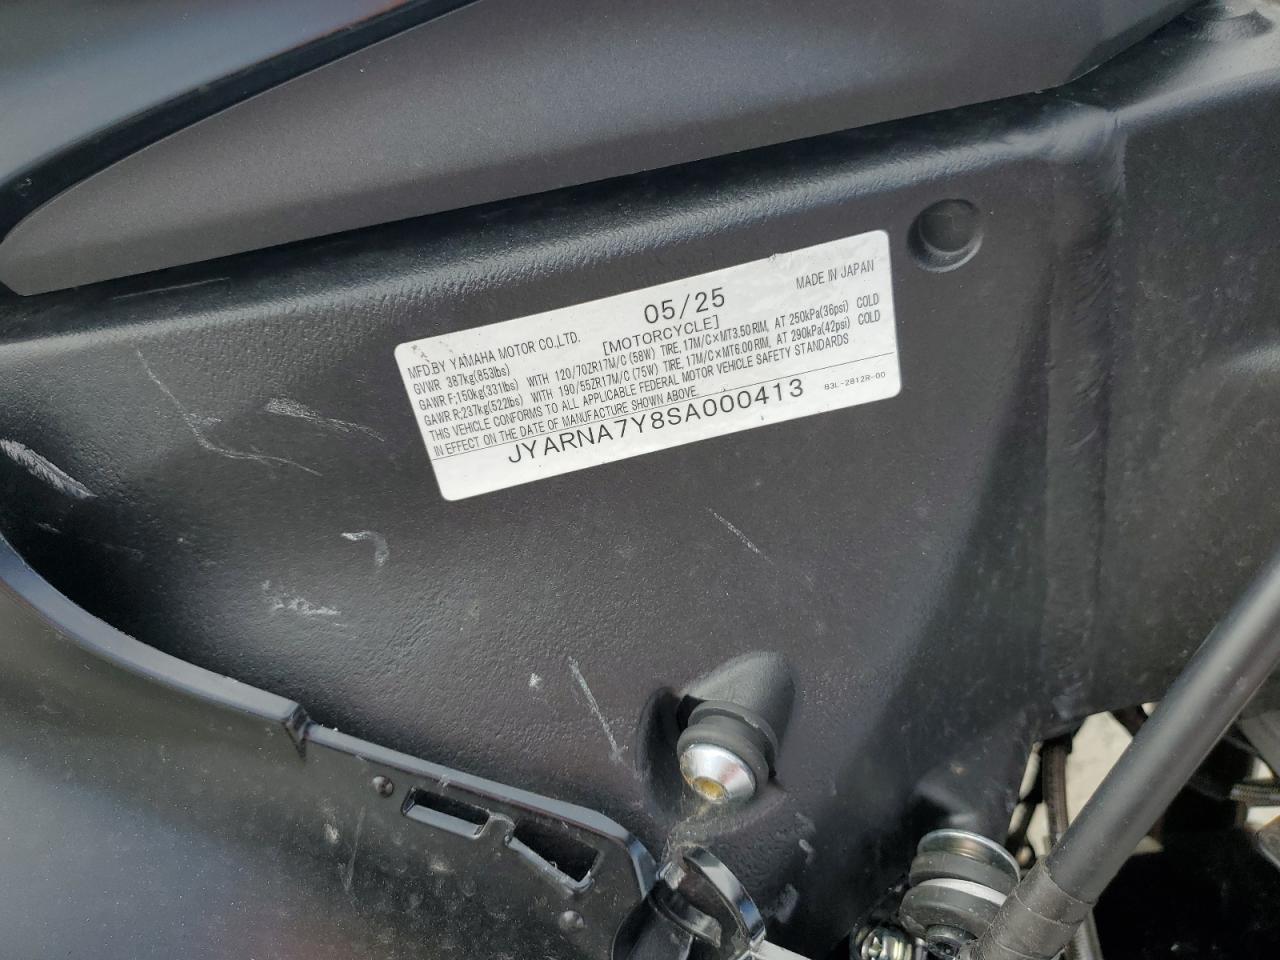 MFD.BY YAMAHA MOTOR CO.,LTD. 05/25 MADE IN JAPAN
[MOTORCYCLE]
GVWR 387kg(853lbs)
GAWR F;150kg(331lbs) WITH 120/70ZR17M/C (58W) TIRE, 17M/C×MT3.50 RIM, AT 250kPa(36psi) COLD
GAWR R;237kg(522lbs) WITH 190/55ZR17M/C (75W) TIRE, 17M/C×MT6.00 RIM, AT 290kPa(42psi) COLD
THIS VEHICLE CONFORMS TO ALL APPLICABLE FEDERAL MOTOR VEHICLE SAFETY STANDARDS
IN EFFECT ON THE DATE OF MANUFACTURE SHOWN ABOVE
JYARNA7Y8SA000413 B3L-2812R-00